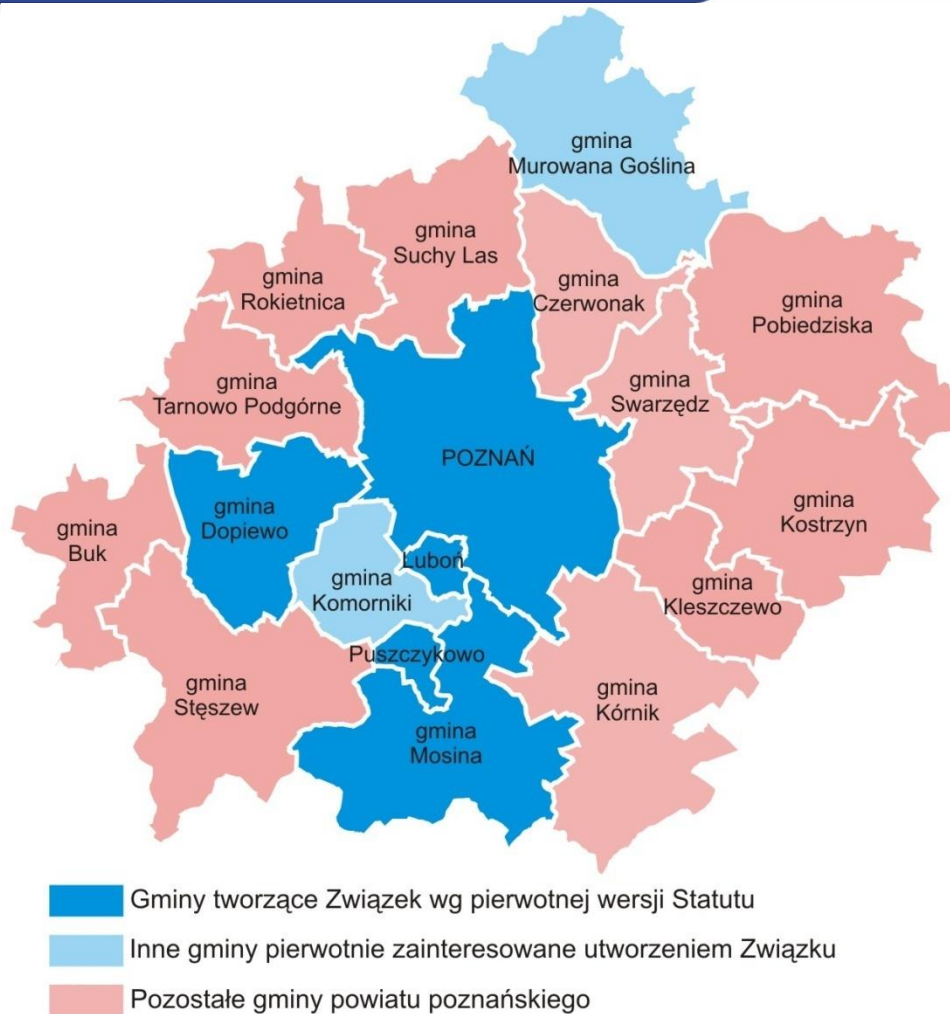 gmina
Murowana Goślina
gmina
Suchy Las
gmina
Rokietnica
gmina
Czerwonak
gmina
Pobiedziska
gmina
Tarnowo Podgórne
gmina
Swarzędz
POZNAŃ
gmina
Dopiewo
gmina
Kostrzyn
gmina
Buk
Luboń
gmina
Komorniki
gmina
Kleszczewo
Puszczykowo
gmina
Stęszew
gmina
Kórnik
gmina
Mosina
Gminy tworzące Związek wg pierwotnej wersji Statutu
Inne gminy pierwotnie zainteresowane utworzeniem Związku
Pozostałe gminy powiatu poznańskiego